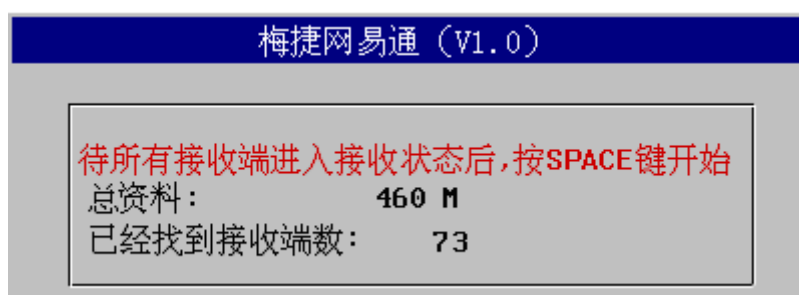 梅捷网易通（V1.0）
待所有接收端进入接收状态后,按SPACE键开始
总资料: 460 M
已经找到接收端数: 73